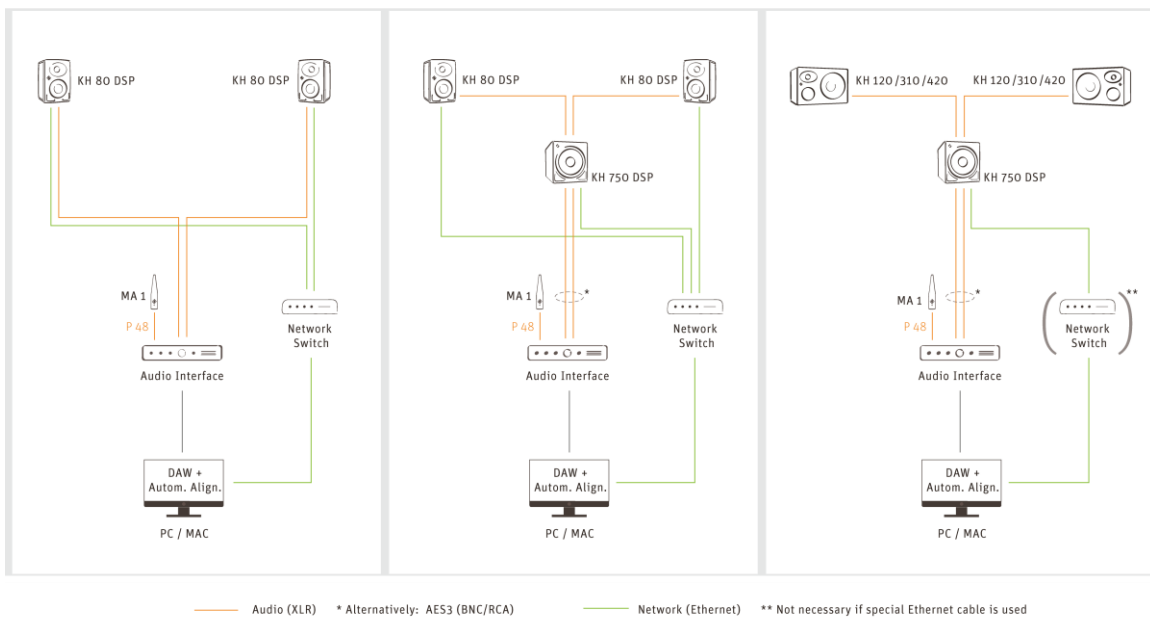 KH 80 DSP
KH 80 DSP
MA 1
P 48
Network
Switch
Audio Interface
DAW +
Autom. Align.
PC / MAC
KH 80 DSP
KH 80 DSP
KH 750 DSP
MA 1
*
P 48
Network
Switch
Audio Interface
DAW +
Autom. Align.
PC / MAC
KH 120 /310 /420
KH 120 /310 /420
KH 750 DSP
MA 1
*
**
P 48
Network
Switch
Audio Interface
DAW +
Autom. Align.
PC / MAC
Audio (XLR) * Alternatively: AES3 (BNC/RCA) Network (Ethernet) ** Not necessary if special Ethernet cable is used